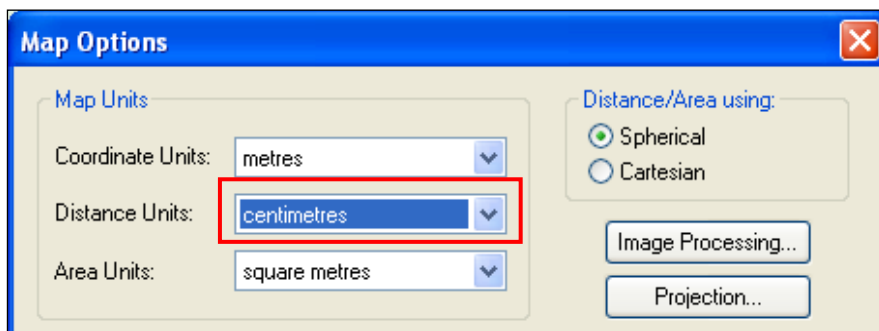 Map Options
Map Units
Coordinate Units: metres
Distance Units: centimetres
Area Units: square metres
Distance/Area using:
Spherical
Cartesian
Image Processing...
Projection...